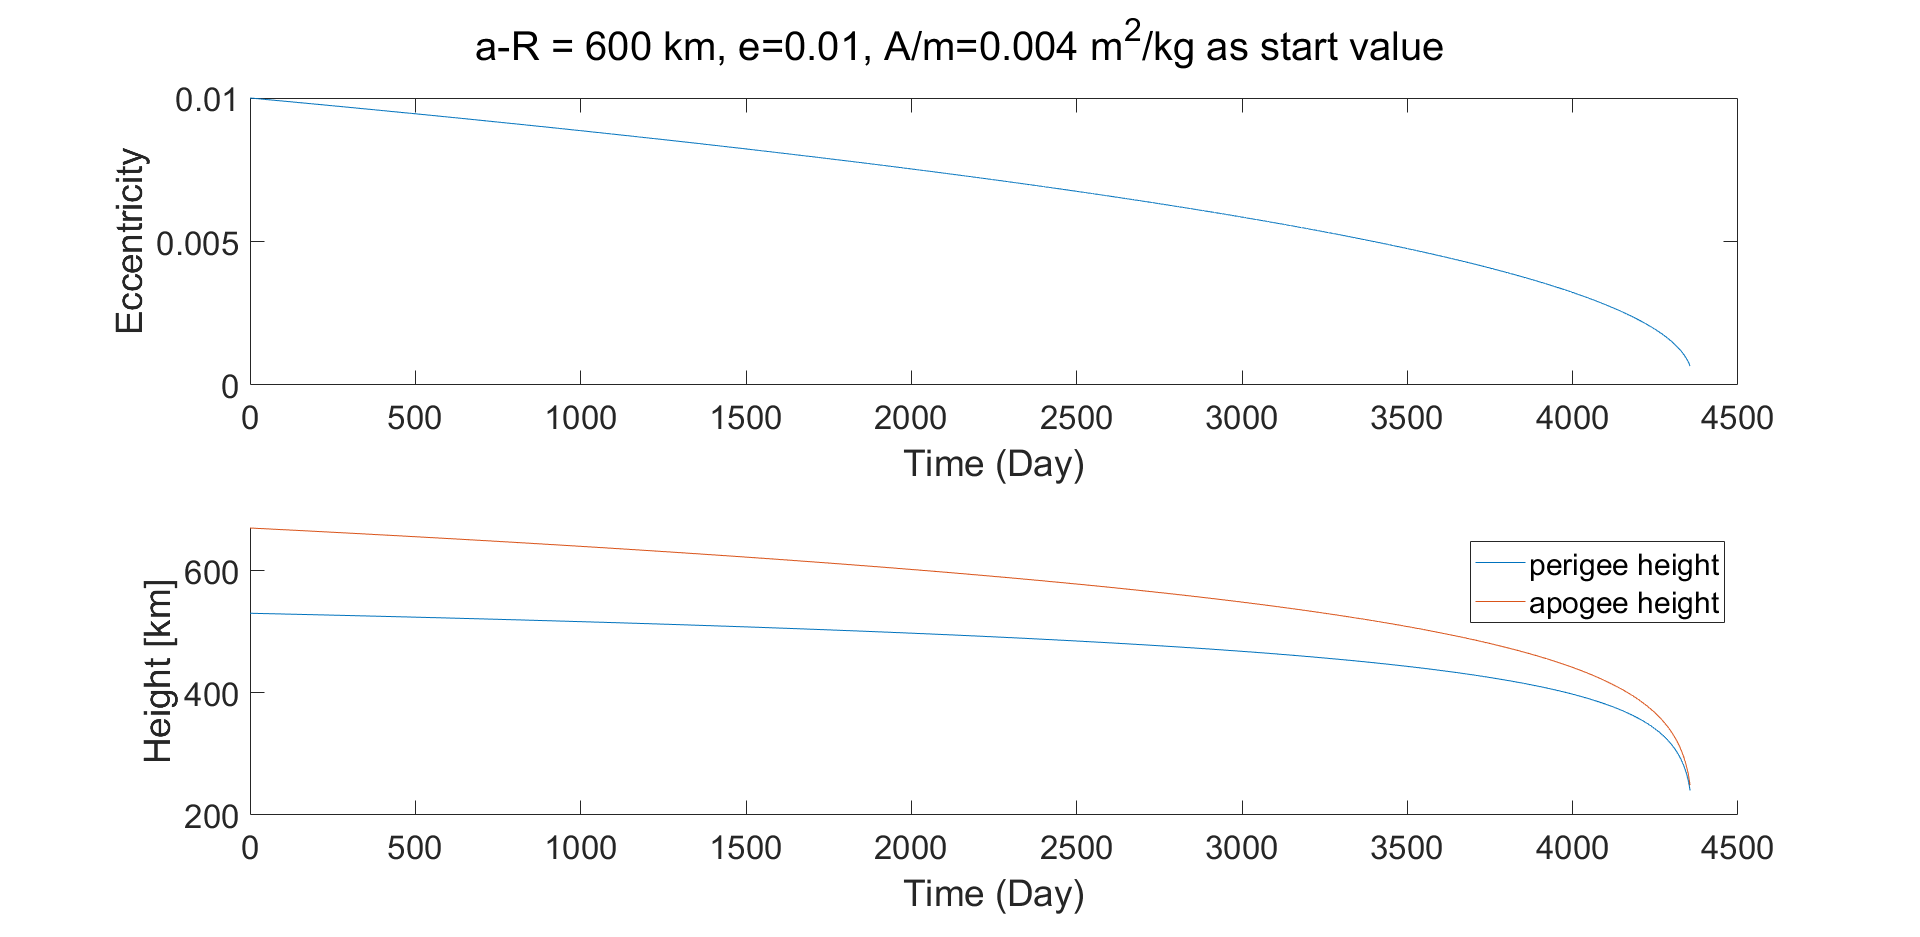 a-R = 600 km, e=0.01, A/m=0.004 m²/kg as start value
0.01
0.005
0
Eccentricity
0 500 1000 1500 2000 2500 3000 3500 4000 4500
Time (Day)
600
400
200
Height [km]
perigee height
apogee height
0 500 1000 1500 2000 2500 3000 3500 4000 4500
Time (Day)